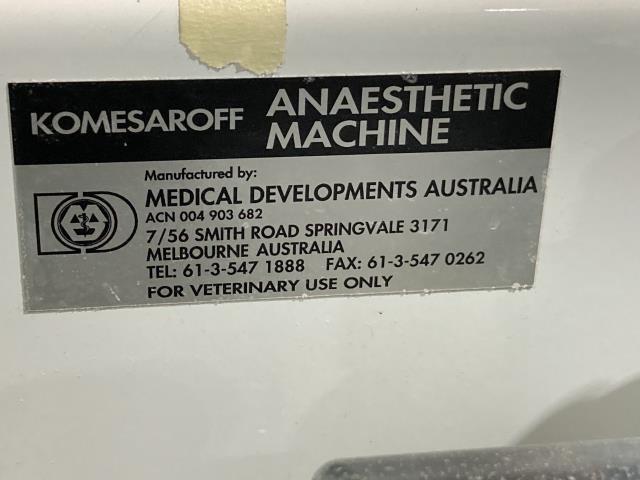 KOMESAROFF ANAESTHETIC
MACHINE
Manufactured by:
MEDICAL DEVELOPMENTS AUSTRALIA
ACN 004 903 682
7/56 SMITH ROAD SPRINGVALE 3171
MELBOURNE AUSTRALIA
TEL: 61-3-547 1888 FAX: 61-3-547 0262
FOR VETERINARY USE ONLY